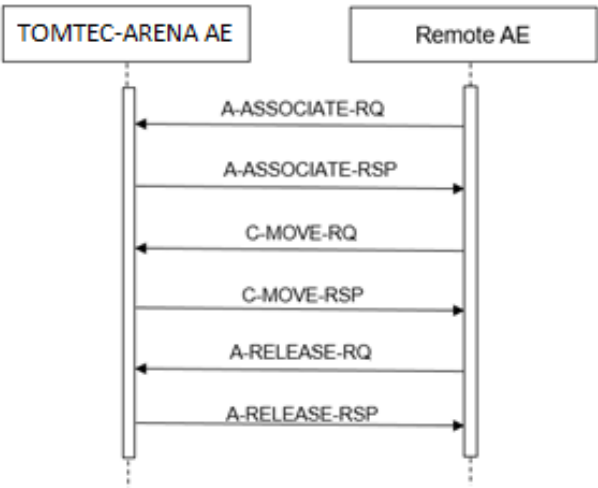 TOMTEC-ARENA AE
Remote AE
A-ASSOCIATE-RQ
A-ASSOCIATE-RSP
C-MOVE-RQ
C-MOVE-RSP
A-RELEASE-RQ
A-RELEASE-RSP